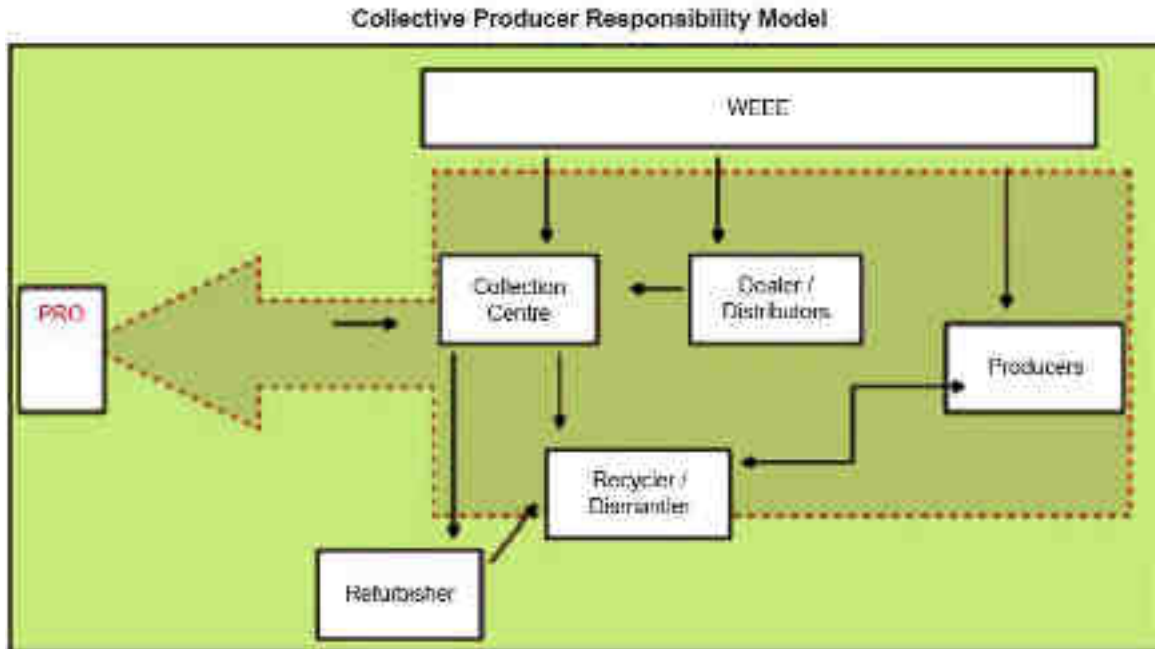 Collective Producer Responsibility Model
WEEE
Collection
Centre
Dealer /
Distributors
PRO
Producers
Recycler /
Dismantler
Refurbisher